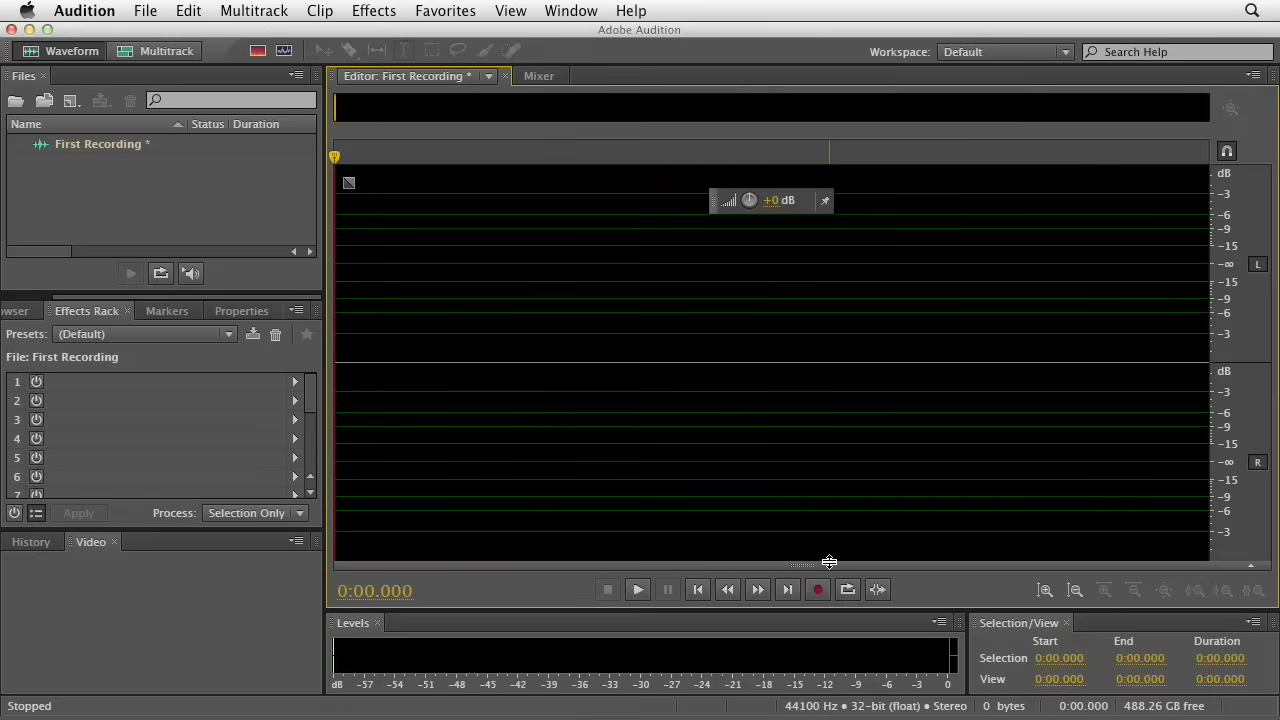 Audition File Edit Multitrack Clip Effects Favorites View Window Help
Adobe Audition
Waveform Multitrack Workspace: Default Search Help
Files
Name Status Duration
First Recording *
Editor: First Recording * Mixer
+0 dB
dB
-3
-6
-9
-15
-∞
-15
-9
-6
-3
L
dB
-3
-6
-9
-15
-∞
-15
-9
-6
-3
R
owser Effects Rack Markers Properties
Presets: (Default)
File: First Recording
1
2
3
4
5
6
7
Apply Process: Selection Only
History Video
0:00.000
Levels
dB -57 -54 -51 -48 -45 -42 -39 -36 -33 -30 -27 -24 -21 -18 -15 -12 -9 -6 -3 0
Selection/View
Start End Duration
Selection 0:00.000 0:00.000 0:00.000
View 0:00.000 0:00.000 0:00.000
Stopped 44100 Hz • 32-bit (float) • Stereo 0 bytes 0:00.000 488.26 GB free